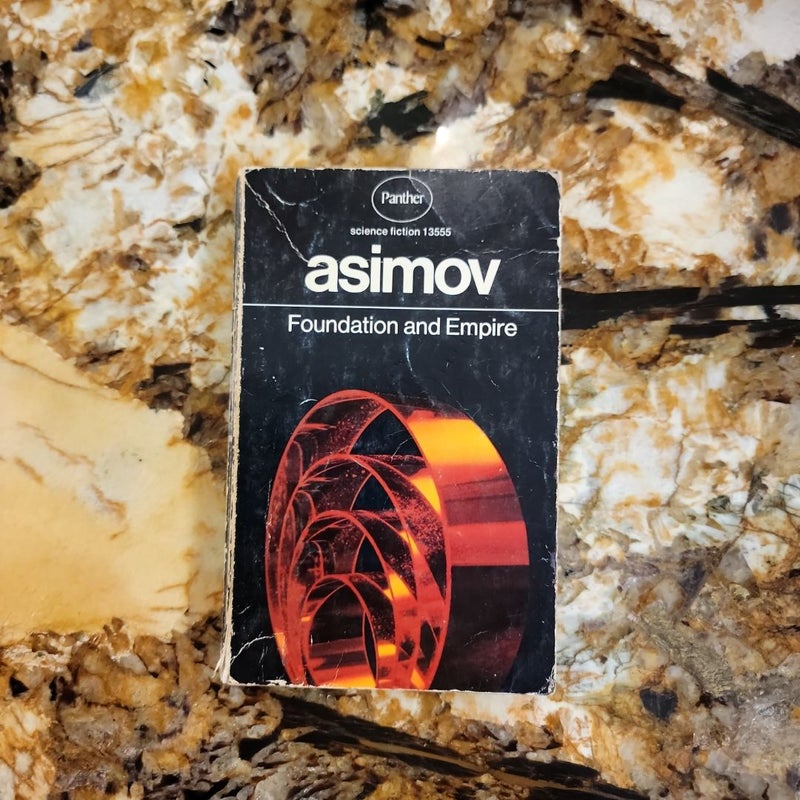 Panther
science fiction 13555
asimov
Foundation and Empire